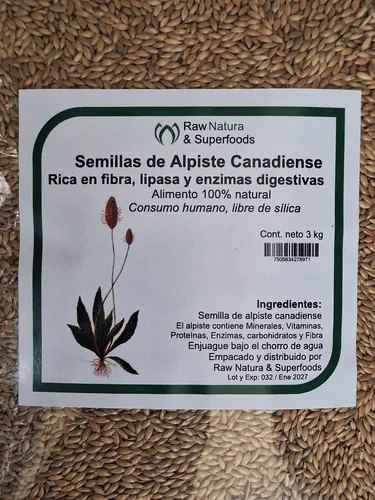 Raw Natura
& Superfoods
Semillas de Alpiste Canadiense
Rica en fibra, lipasa y enzimas digestivas
Alimento 100% natural
Consumo humano, libre de sílica
Cont. neto 3 kg
7505634278971
Ingredientes:
Semilla de alpiste canadiense
El alpiste contiene Minerales, Vitaminas,
Proteínas, Enzimas, carbohidratos y Fibra
Enjuague bajo el chorro de agua
Empacado y distribuido por
Raw Natura & Superfoods
Lot y Exp: 032 / Ene 2027